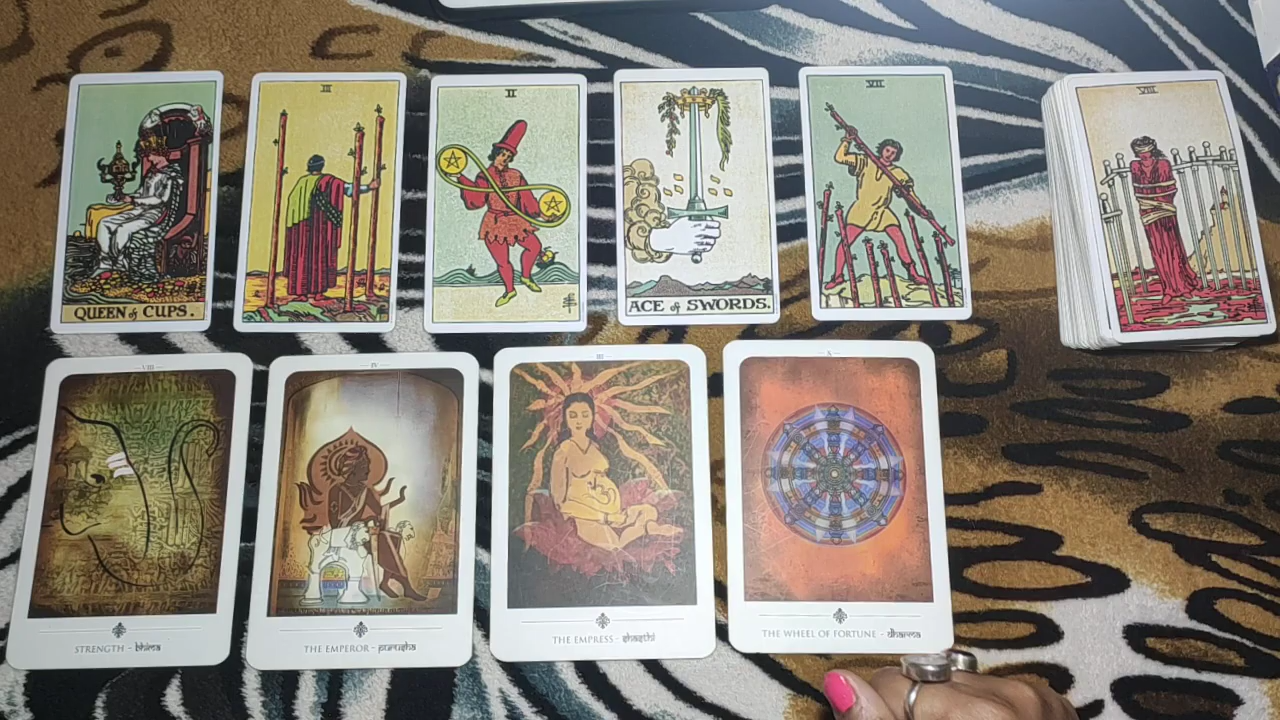 III
II
VII
VIII
QUEEN of CUPS.
ACE of SWORDS.
VIII
IV
III
X
STRENGTH - bhima
THE EMPEROR - purusha
THE EMPRESS - shasthi
THE WHEEL OF FORTUNE - dharma